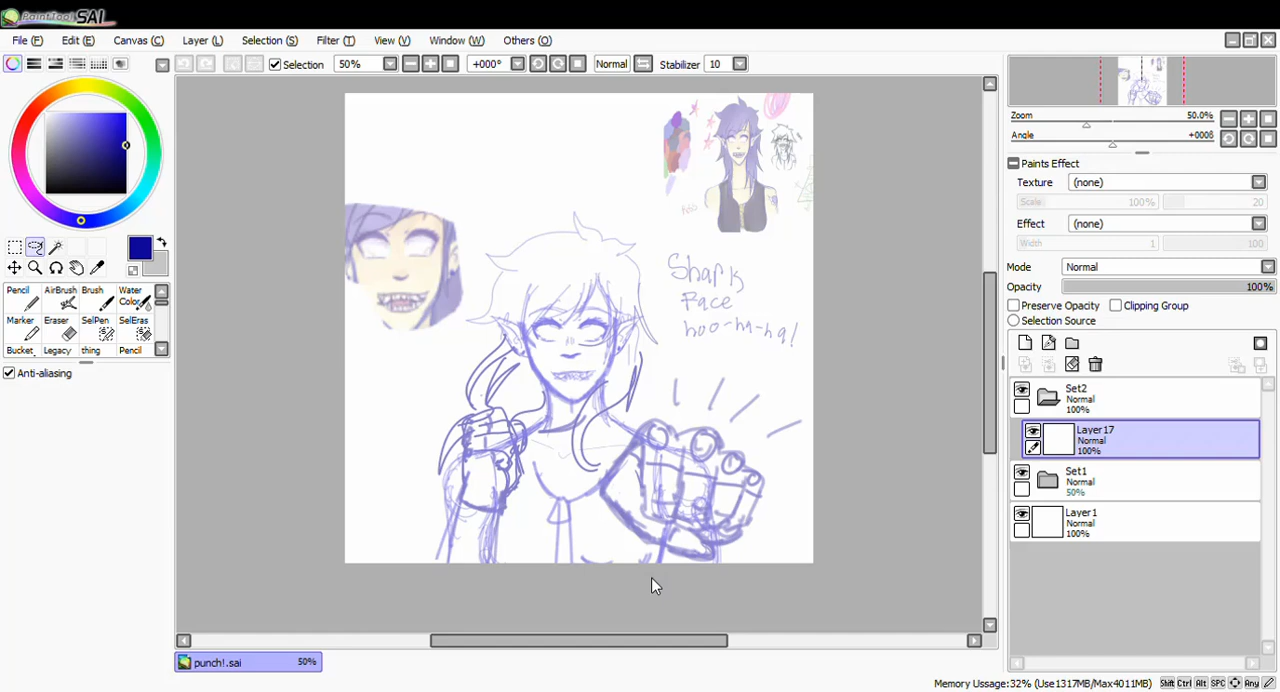 PaintTool SAI
File (F) Edit (E) Canvas (C) Layer (L) Selection (S) Filter (T) View (V) Window (W) Others (O)
Selection 50% +000° Normal Stabilizer 10
Zoom 50.0%
Angle +000δ
Paints Effect
Texture (none)
Scale 100% 20
Effect (none)
Width 1 100
Mode Normal
Opacity 100%
Preserve Opacity Clipping Group
Selection Source
Pencil AirBrush Brush Water Color
Marker Eraser SelPen SelEras
Bucket Legacy thing Pencil
Anti-aliasing
Shark
Face
hoo-ha-ha!
Set2
Normal
100%
Layer17
Normal
100%
Set1
Normal
50%
Layer1
Normal
100%
punch!.sai 50%
Memory Usage:32% (Use1317MB/Max4011MB) Shift Ctrl Alt SPC Any